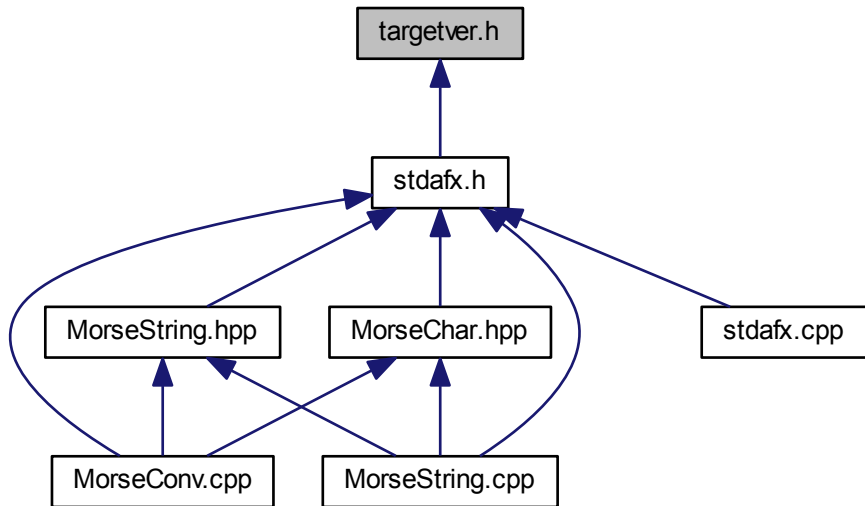 targetver.h
stdafx.h
MorseString.hpp
MorseChar.hpp
stdafx.cpp
MorseConv.cpp
MorseString.cpp